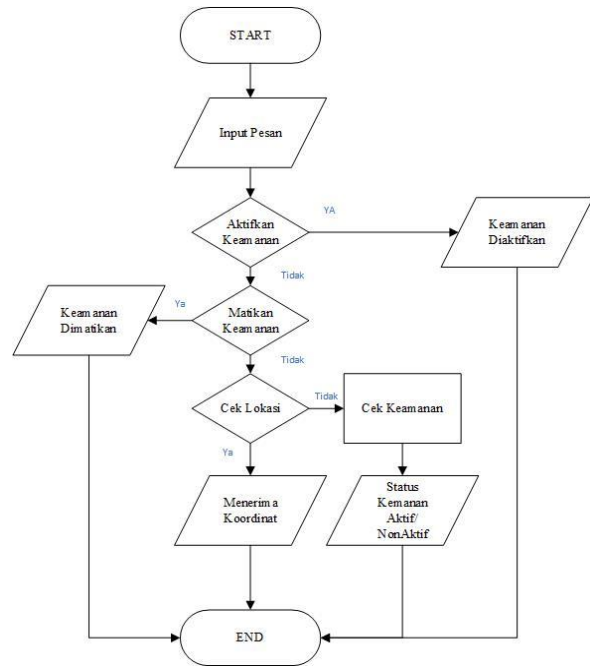 START
Input Pesan
Aktifkan
Keamanan
YA
Keamanan
Diaktifkan
Tidak
Keamanan
Dimatikan
Ya
Matikan
Keamanan
Tidak
Cek Lokasi
Tidak
Cek Keamanan
Ya
Menerima
Koordinat
Status
Kemanan
Aktif/
NonAktif
END